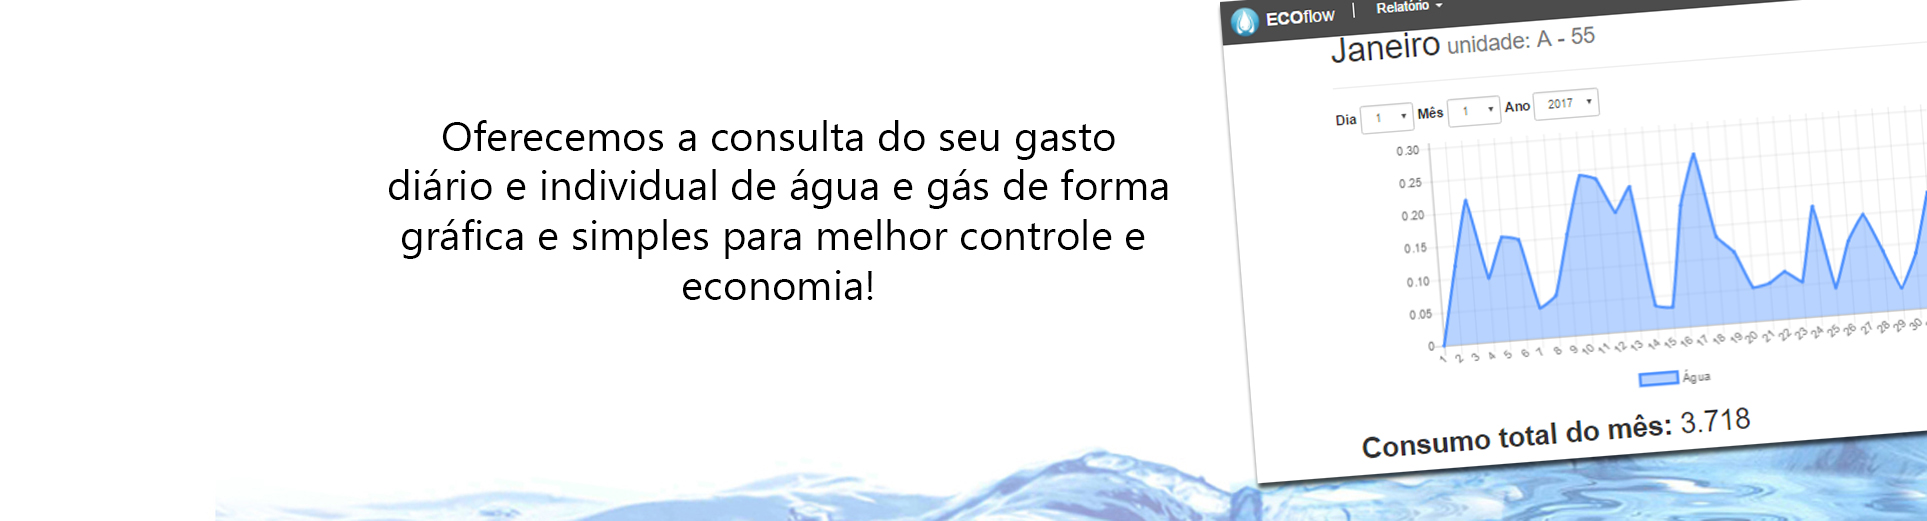 Oferecemos a consulta do seu gasto
diário e individual de água e gás de forma
gráfica e simples para melhor controle e
economia!
ECOflow | Relatório
Janeiro unidade: A - 55
Dia 1 Mês 1 Ano 2017
0.30
0.25
0.20
0.15
0.10
0.05
0
1 2 3 4 5 6 7 8 9 10 11 12 13 14 15 16 17 18 19 20 21 22 23 24 25 26 27 28 29 30
Água
Consumo total do mês: 3.718